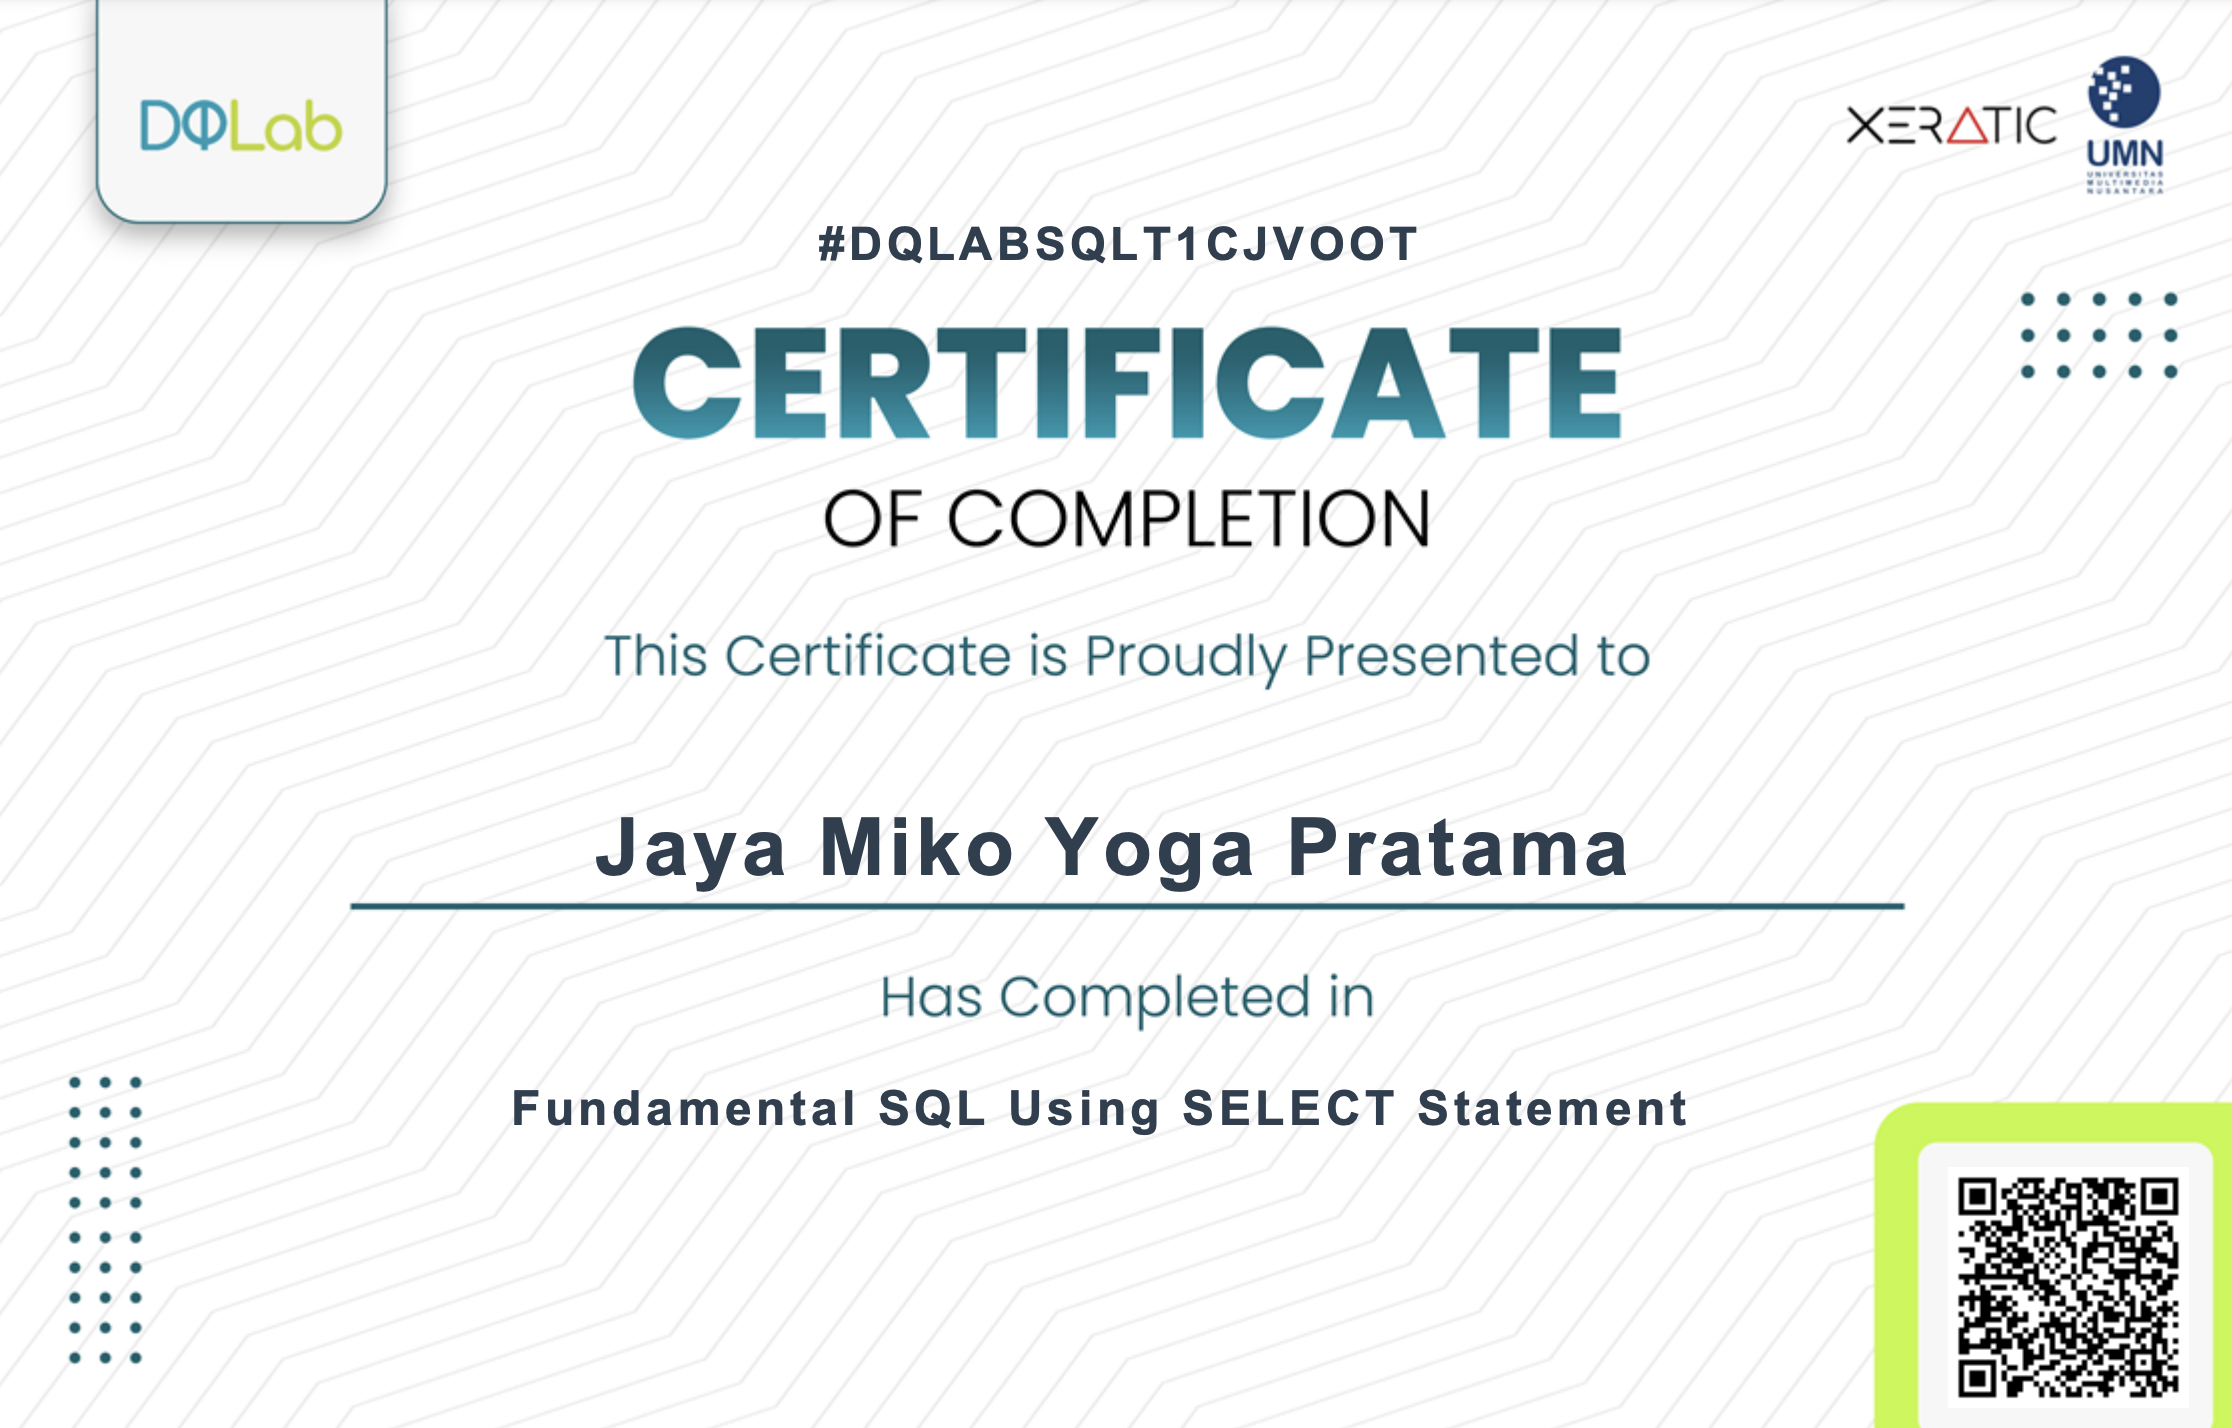 DQLab
XERATIC
UMN
UNIVERSITAS
MULTIMEDIA
NUSANTARA
#DQLABSQLT1CJVOOT
CERTIFICATE
OF COMPLETION
This Certificate is Proudly Presented to
Jaya Miko Yoga Pratama
Has Completed in
Fundamental SQL Using SELECT Statement